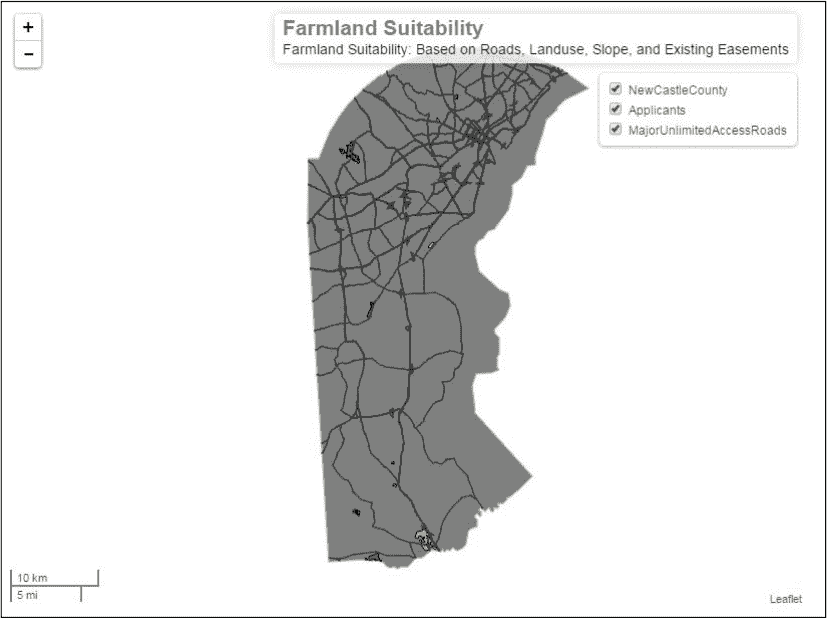 +
−
Farmland Suitability
Farmland Suitability: Based on Roads, Landuse, Slope, and Existing Easements
NewCastleCounty
Applicants
MajorUnlimitedAccessRoads
10 km
5 mi
Leaflet